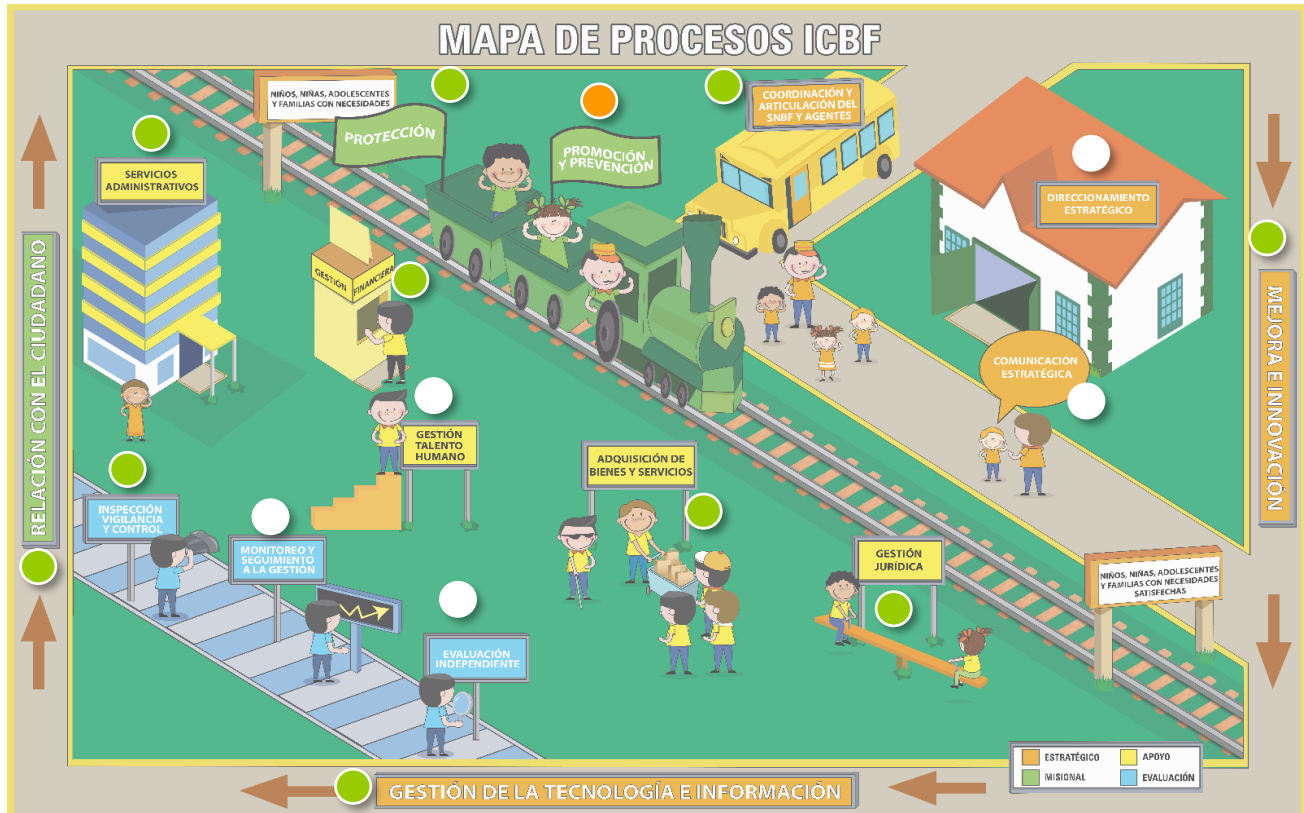 MAPA DE PROCESOS ICBF
NIÑOS, NIÑAS, ADOLESCENTES
Y FAMILIAS CON NECESIDADES
PROTECCIÓN
PROMOCIÓN
Y PREVENCIÓN
COORDINACIÓN Y
ARTICULACIÓN DEL
SNBF Y AGENTES
SERVICIOS
ADMINISTRATIVOS
DIRECCIONAMIENTO
ESTRATÉGICO
GESTIÓN
FINANCIERA
RELACIÓN CON EL CIUDADANO
MEJORA E INNOVACIÓN
COMUNICACIÓN
ESTRATÉGICA
GESTIÓN
TALENTO
HUMANO
ADQUISICIÓN DE
BIENES Y SERVICIOS
INSPECCIÓN
VIGILANCIA
Y CONTROL
MONITOREO Y
SEGUIMIENTO
A LA GESTIÓN
GESTIÓN
JURÍDICA
NIÑOS, NIÑAS, ADOLESCENTES
Y FAMILIAS CON NECESIDADES
SATISFECHAS
EVALUACIÓN
INDEPENDIENTE
ESTRATÉGICO
APOYO
MISIONAL
EVALUACIÓN
GESTIÓN DE LA TECNOLOGÍA E INFORMACIÓN